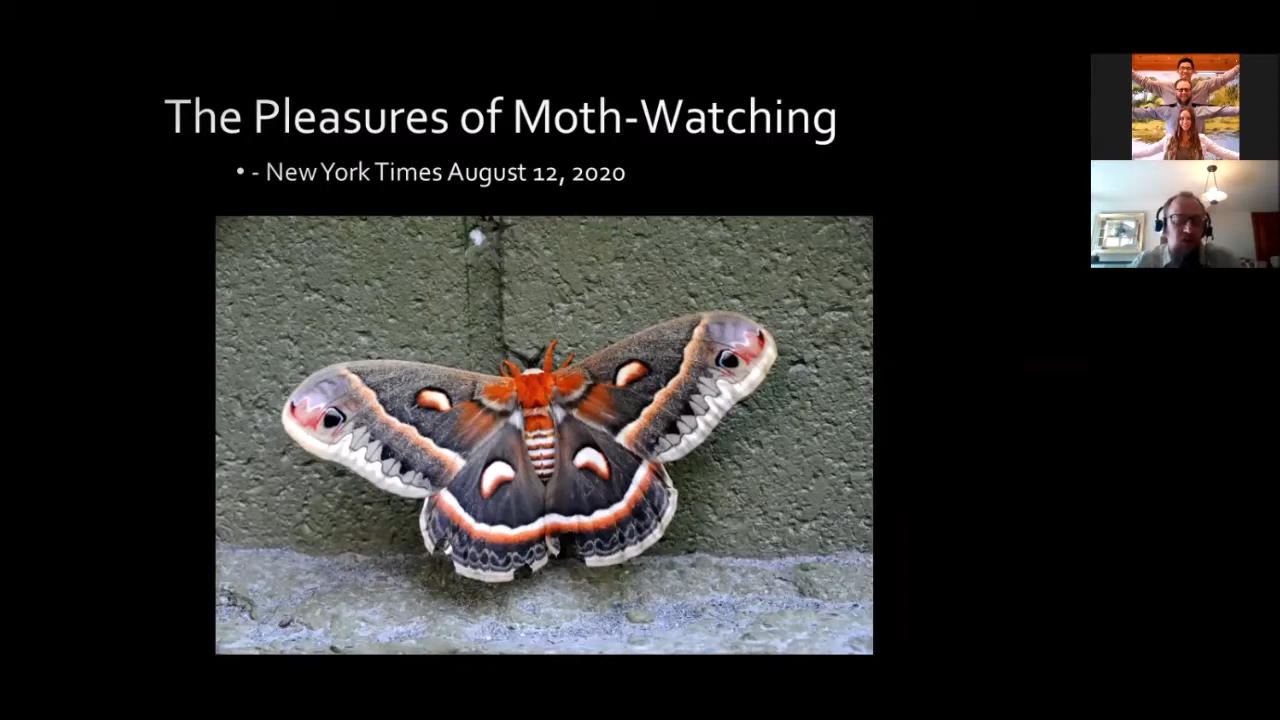 The Pleasures of Moth-Watching
• - New York Times August 12, 2020